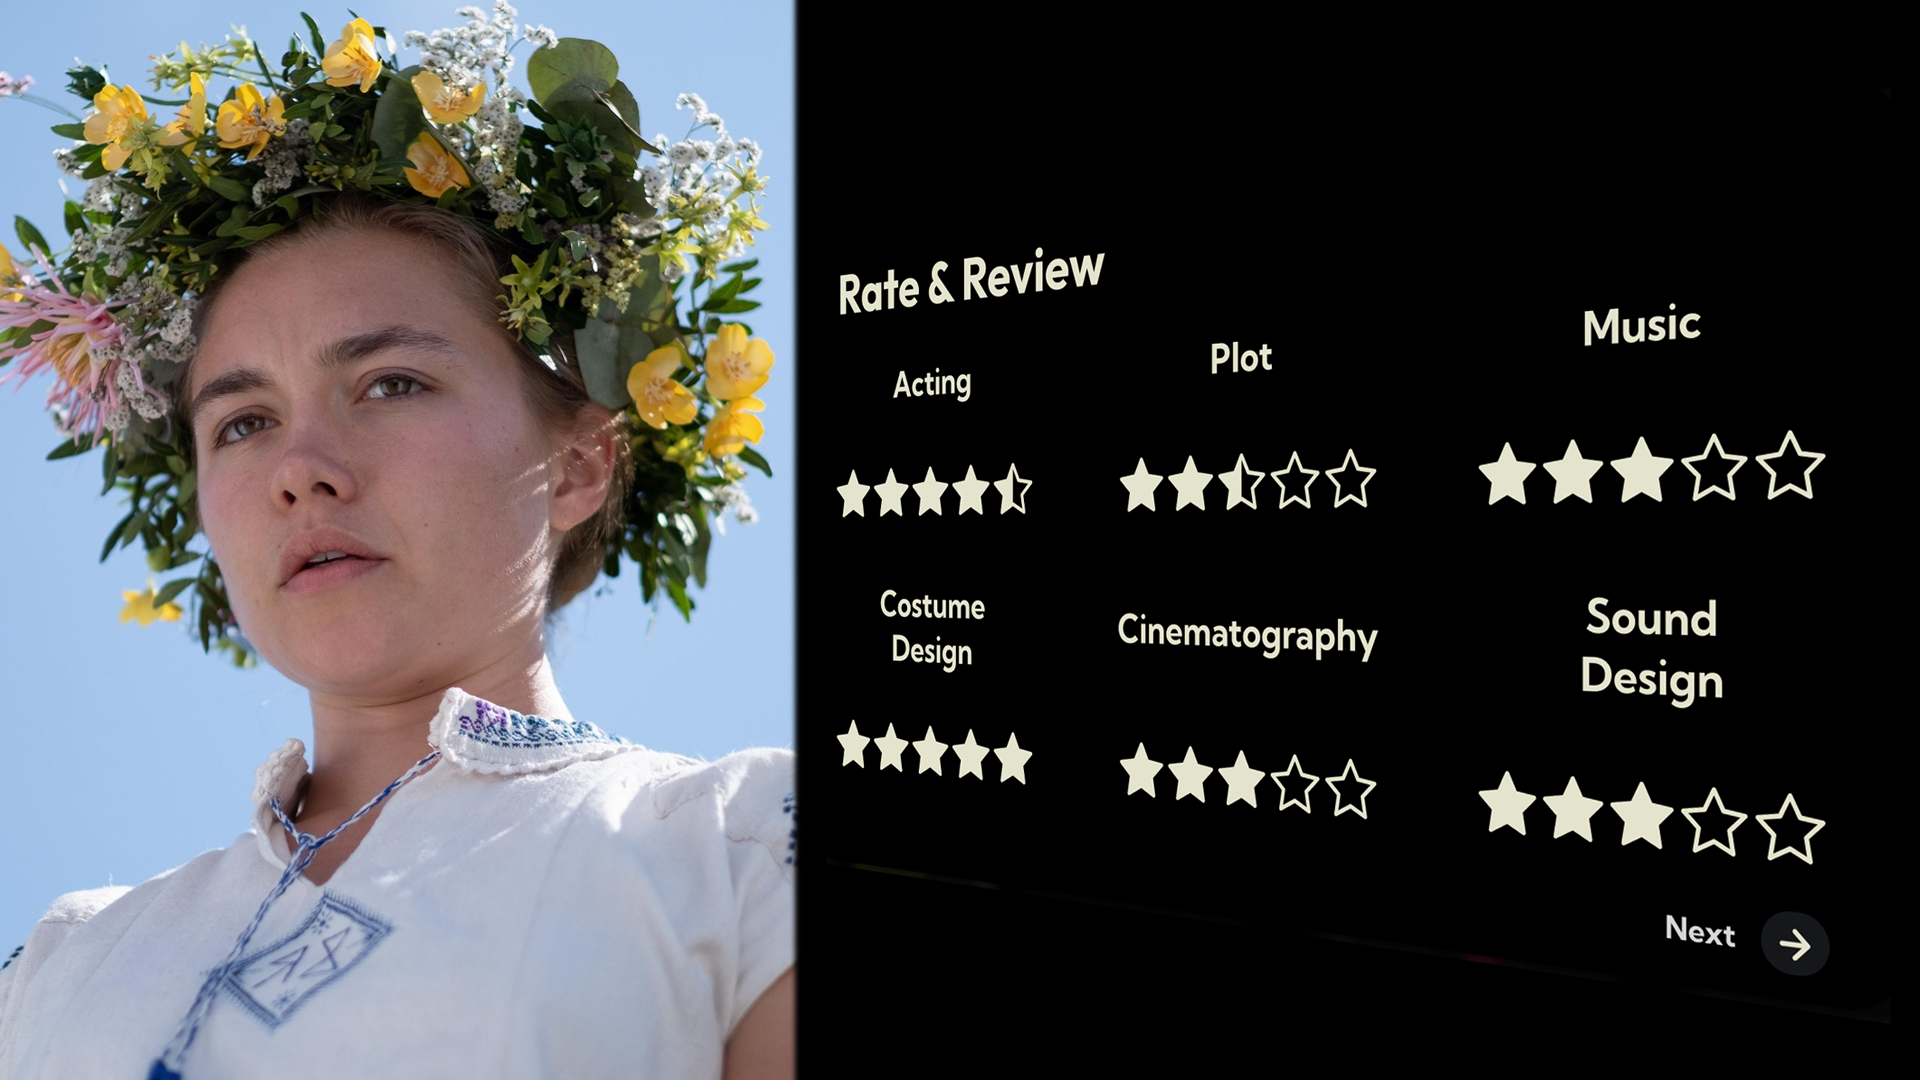 Rate & Review
Acting
Plot
Music
Costume
Design
Cinematography
Sound
Design
Next